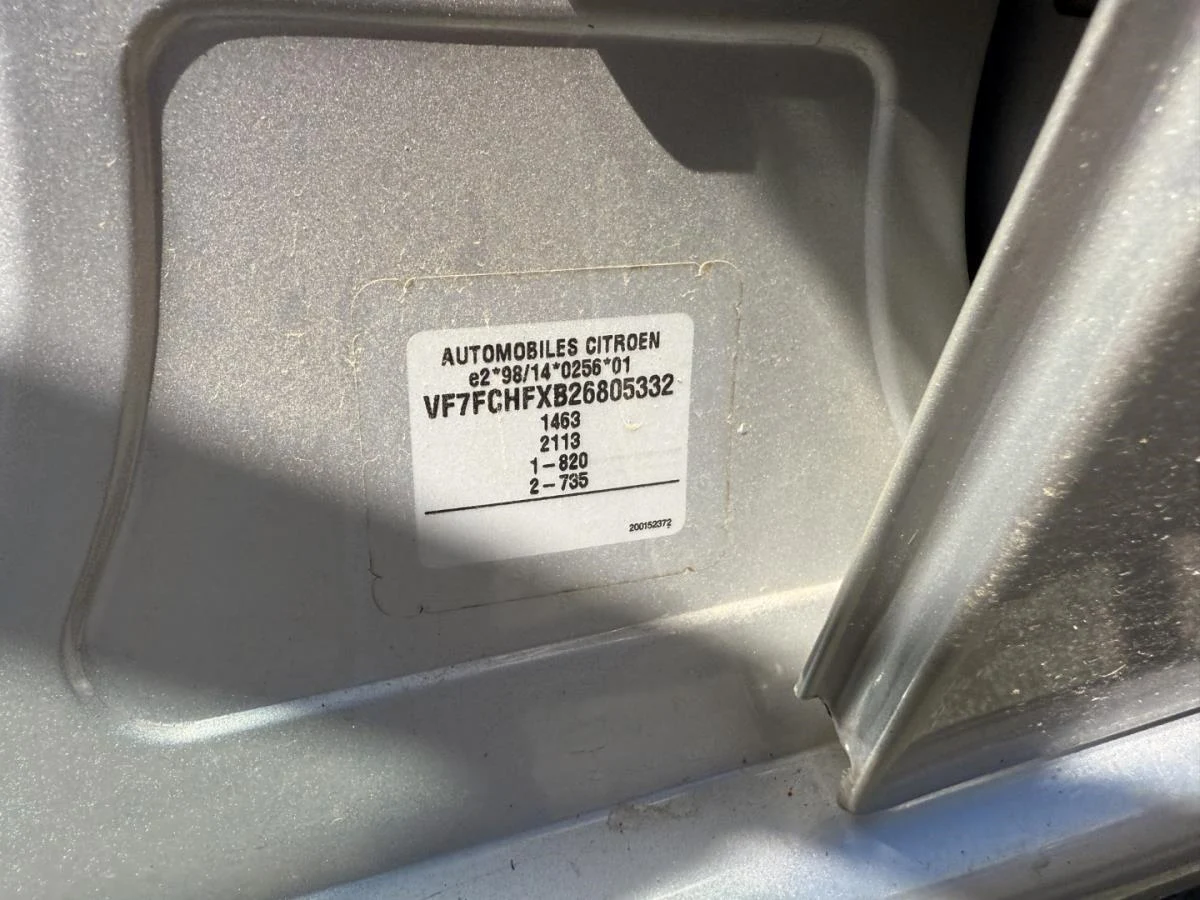 AUTOMOBILES CITROEN
e2*98/14*0256*01
VF7FCHFXB26805332
1463
2113
1-820
2-735
200152372